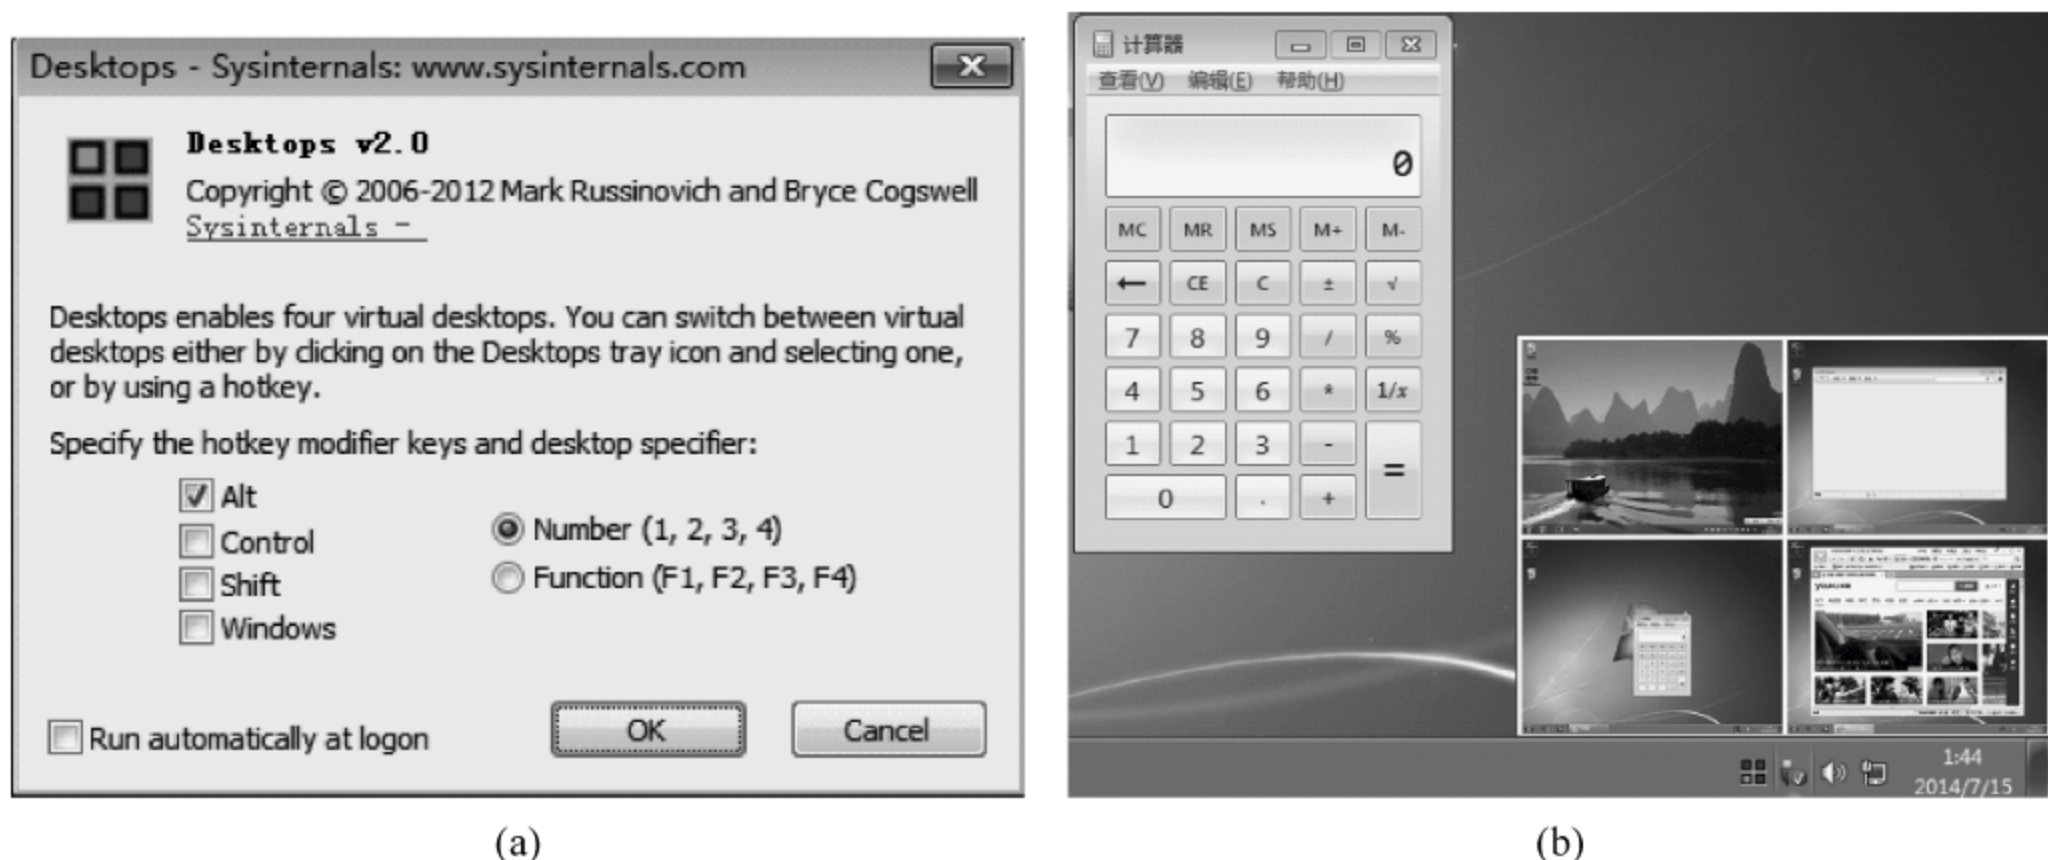 Desktops - Sysinternals: www.sysinternals.com
Desktops v2.0
Copyright © 2006-2012 Mark Russinovich and Bryce Cogswell
Sysinternals -
Desktops enables four virtual desktops. You can switch between virtual
desktops either by clicking on the Desktops tray icon and selecting one,
or by using a hotkey.
Specify the hotkey modifier keys and desktop specifier:
Alt
Control
Shift
Windows
Number (1, 2, 3, 4)
Function (F1, F2, F3, F4)
Run automatically at logon
OK
Cancel
(a)
计算器
查看(V) 编辑(E) 帮助(H)
0
MC MR MS M+ M-
← CE C ± √
7 8 9 / %
4 5 6 * 1/x
1 2 3 - =
0 . +
1:44
2014/7/15
(b)